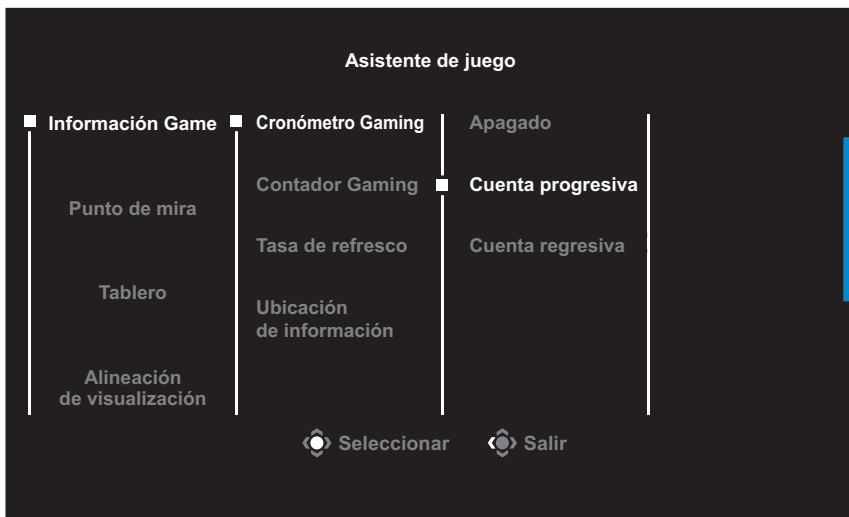 Asistente de juego
Información Game
Punto de mira
Tablero
Alineación
de visualización
Cronómetro Gaming
Contador Gaming
Tasa de refresco
Ubicación
de información
Apagado
Cuenta progresiva
Cuenta regresiva
Seleccionar
Salir